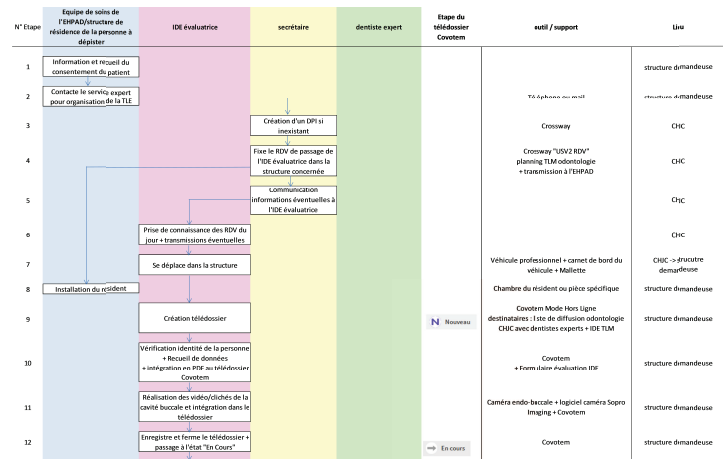 N° Etape
Equipe de soins de
l'EHPAD/structure de
résidence de la personne à
dépister
IDE évaluatrice
secrétaire
dentiste expert
Etape du
télédossier
Covotem
outil / support
Lieu
1
Information et recueil du
consentement du patient
structure demandeuse
2
Contacte le service expert
pour organisation de la TLE
Téléphone ou mail
structure demandeuse
3
Création d'un DPI si
inexistant
Crossway
CHC
4
Fixe le RDV de passage de
l'IDE évaluatrice dans la
structure concernée
Crossway "USV2 RDV"
planning TLM odontologie
+ transmission à l'EHPAD
CHC
5
Communication
informations éventuelles à
l'IDE évaluatrice
CHC
6
Prise de connaissance des RDV du
jour + transmissions éventuelles
CHC
7
Se déplace dans la structure
Véhicule professionnel + carnet de bord du
véhicule + Mallette
CHJC -> strucutre
demandeuse
8
Installation du résident
Chambre du résident ou pièce spécifique
structure demandeuse
9
Création télédossier
N Nouveau
Covotem Mode Hors Ligne
destinataires : liste de diffusion odontologie
CHJC avec dentistes experts + IDE TLM
structure demandeuse
10
Vérification identité de la personne
+ Recueil de données
+ intégration en PDF au télédossier
Covotem
Covotem
+ Formulaire évaluation IDE
structure demandeuse
11
Réalisation des vidéo/clichés de la
cavité buccale et intégration dans le
télédossier
Caméra endo-buccale + logiciel caméra Sopro
Imaging + Covotem
structure demandeuse
12
Enregistre et ferme le télédossier +
passage à l'état "En Cours"
En cours
Covotem
structure demandeuse